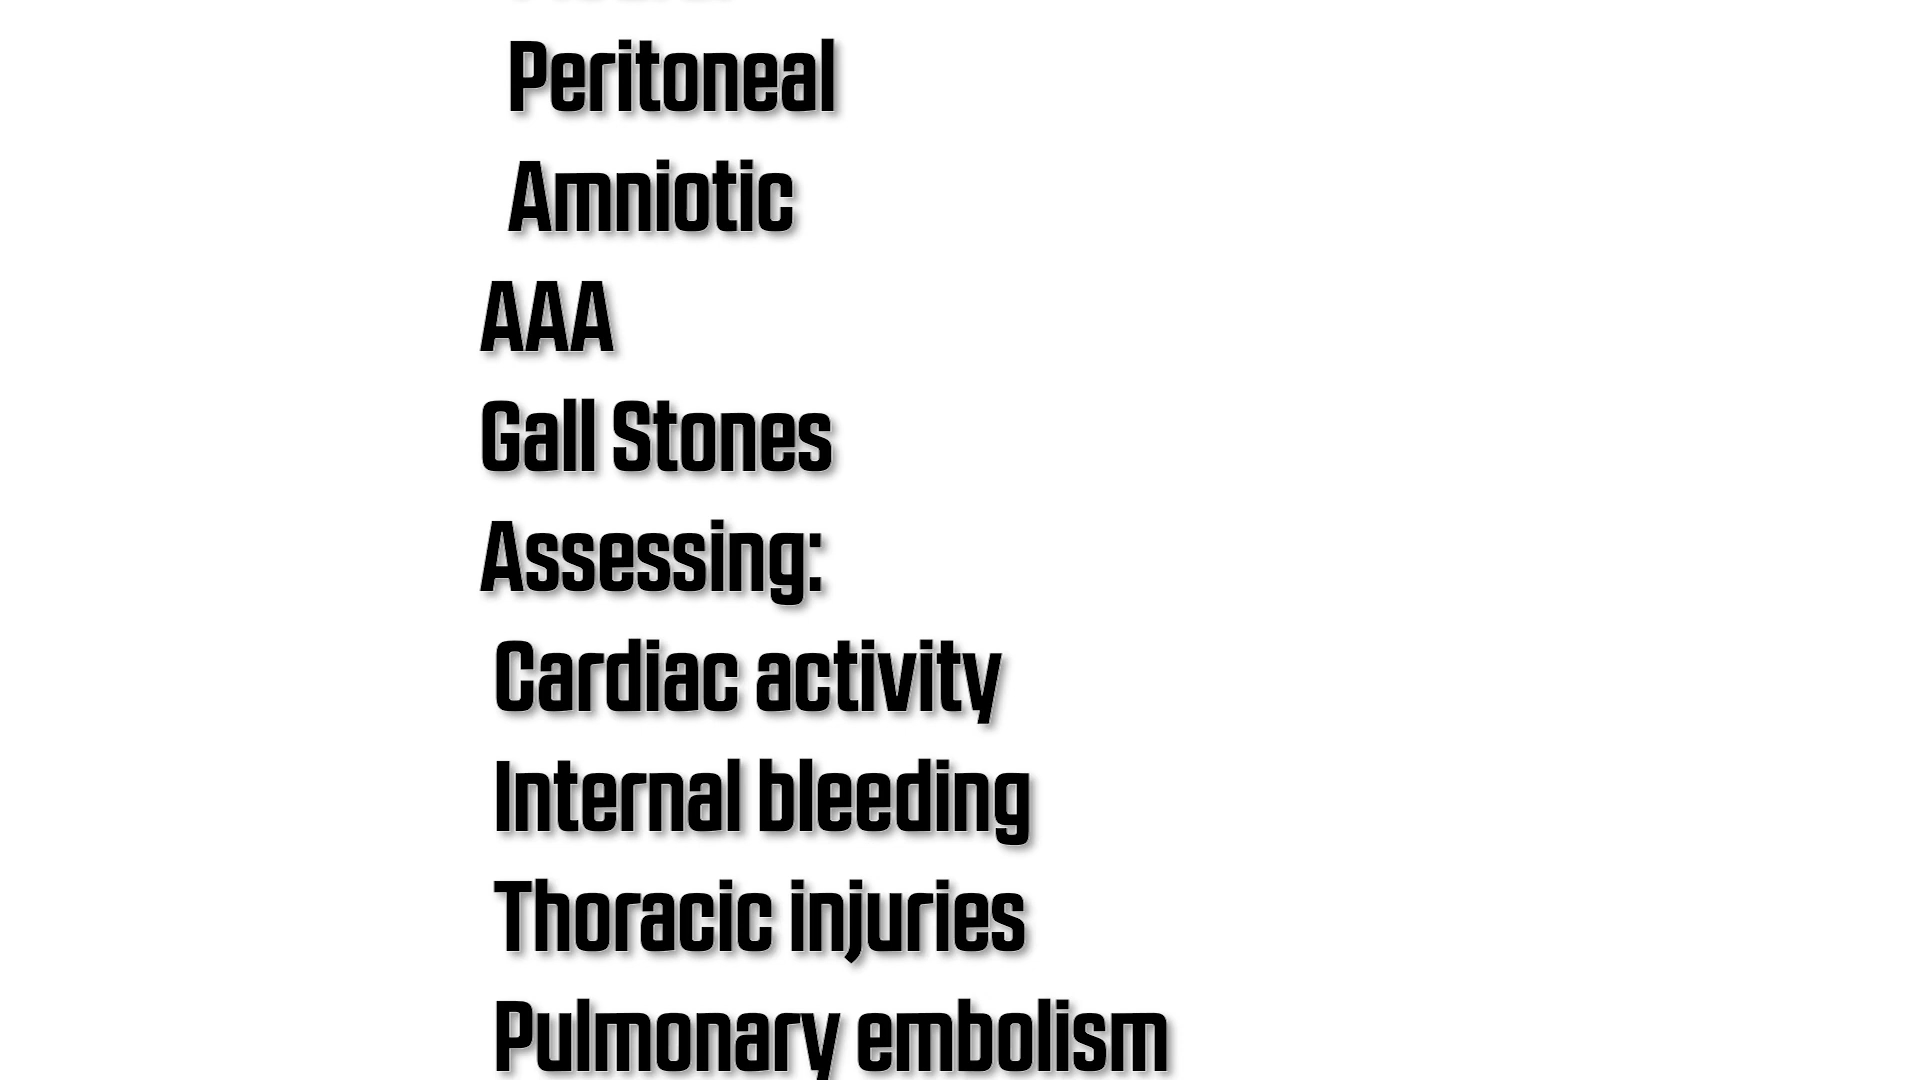 Peritoneal
Amniotic
AAA
Gall Stones
Assessing:
Cardiac activity
Internal bleeding
Thoracic injuries
Pulmonary embolism